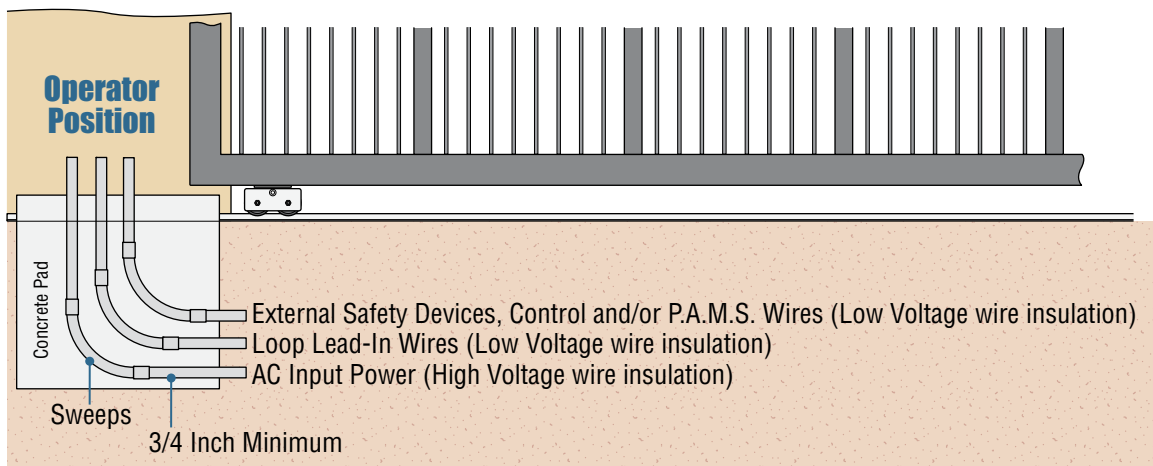 Operator
Position
Concrete Pad
External Safety Devices, Control and/or P.A.M.S. Wires (Low Voltage wire insulation)
Loop Lead-In Wires (Low Voltage wire insulation)
AC Input Power (High Voltage wire insulation)
Sweeps
3/4 Inch Minimum